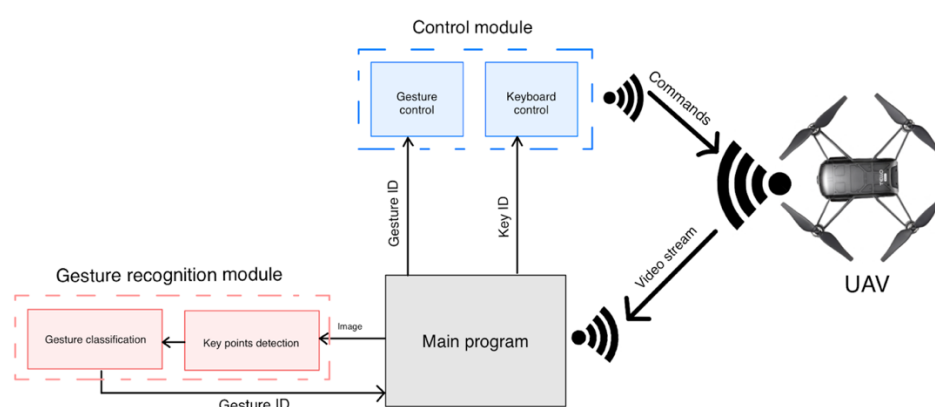 Control module
Gesture
control
Keyboard
control
Commands
Gesture ID
Key ID
Video stream
UAV
Gesture recognition module
Gesture classification
Key points detection
Image
Main program
Gesture ID